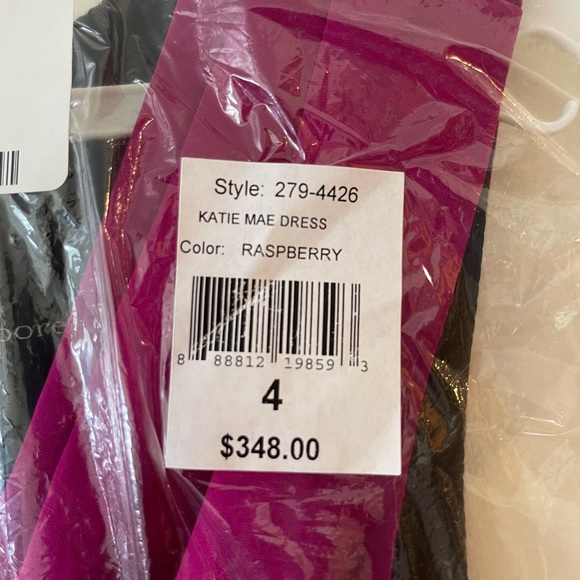 Style: 279-4426
KATIE MAE DRESS
Color: RASPBERRY
8 88812 19859 3
4
$348.00